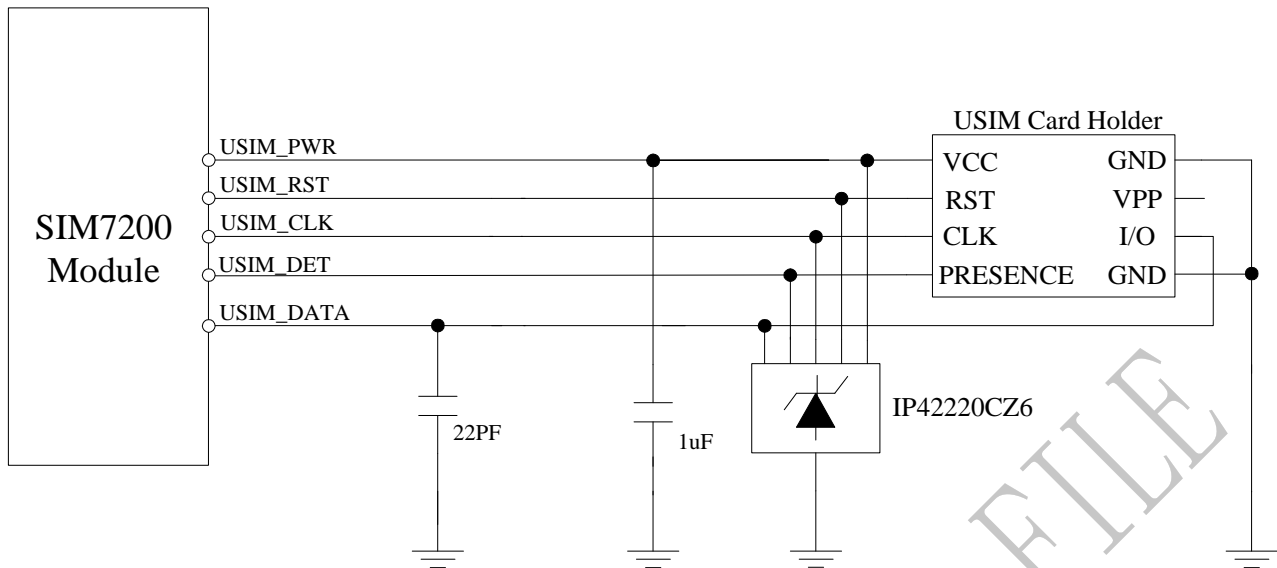 USIM Card Holder
USIM_PWR
VCC
GND
USIM_RST
RST
VPP
SIM7200
Module
USIM_CLK
CLK
I/O
USIM_DET
PRESENCE
GND
USIM_DATA
IP42220CZ6
22PF
1uF
FILE